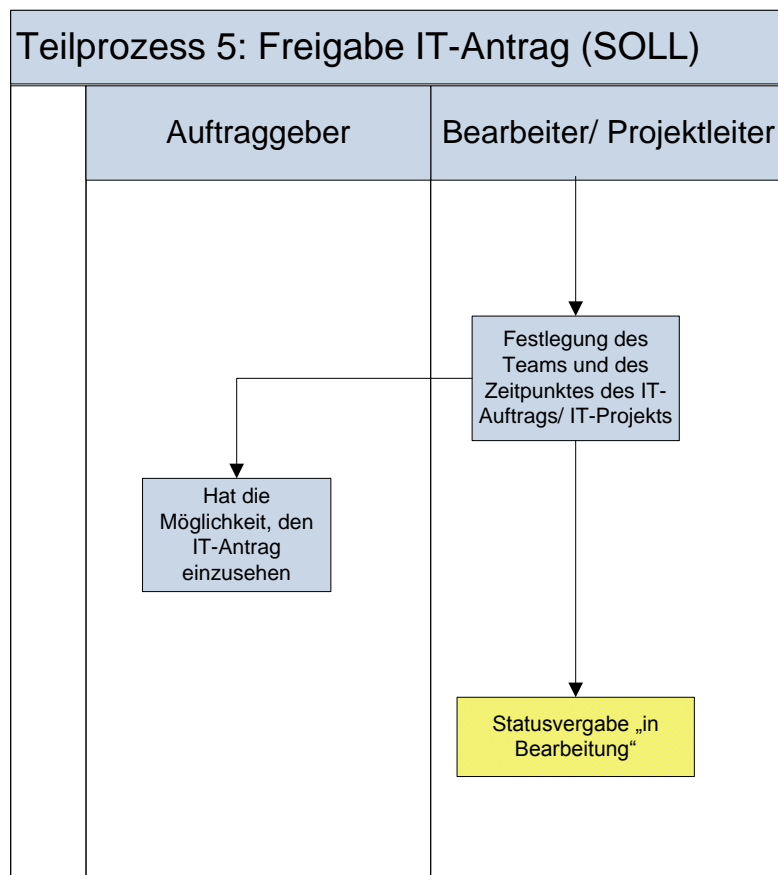 Teilprozess 5: Freigabe IT-Antrag (SOLL)
Auftraggeber
Bearbeiter/ Projektleiter
Festlegung des
Teams und des
Zeitpunktes des IT-
Auftrags/ IT-Projekts
Hat die
Möglichkeit, den
IT-Antrag
einzusehen
Statusvergabe „in
Bearbeitung“